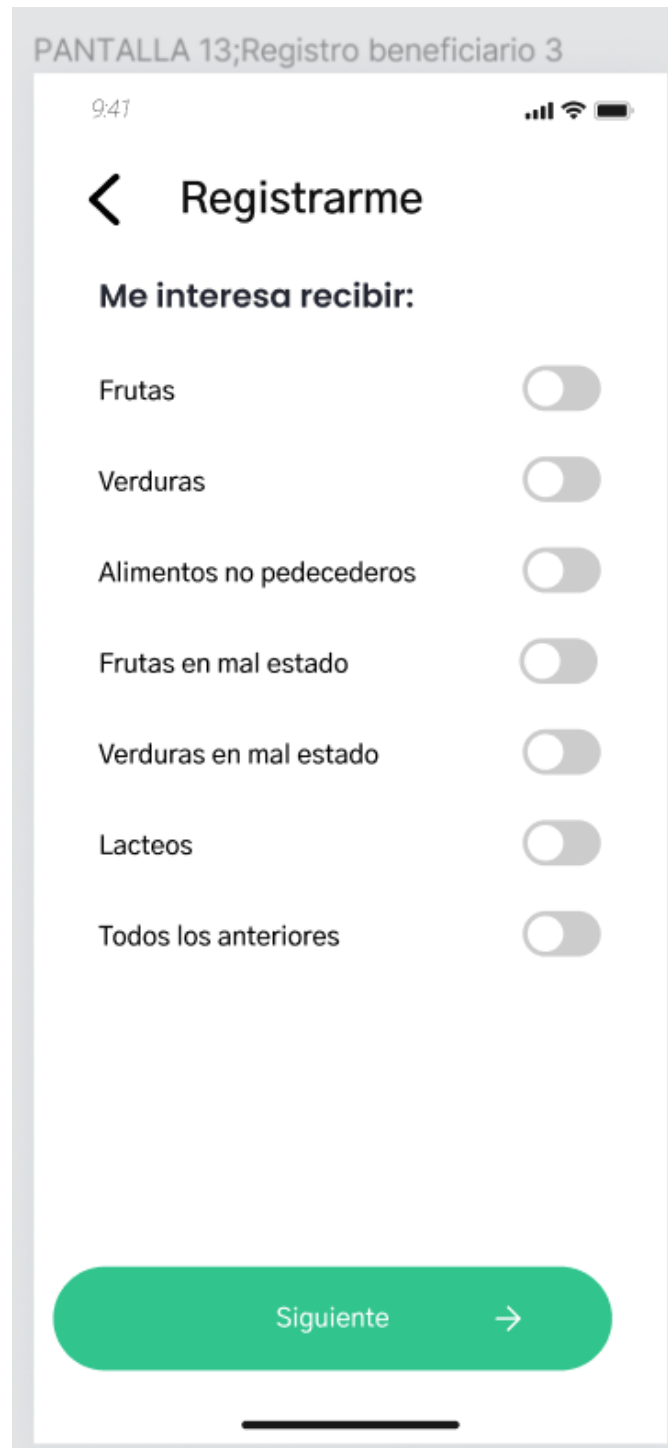 PANTALLA 13;Registro beneficiario 3
9:41
Registrarme
Me interesa recibir:
Frutas
Verduras
Alimentos no pedecederos
Frutas en mal estado
Verduras en mal estado
Lacteos
Todos los anteriores
Siguiente